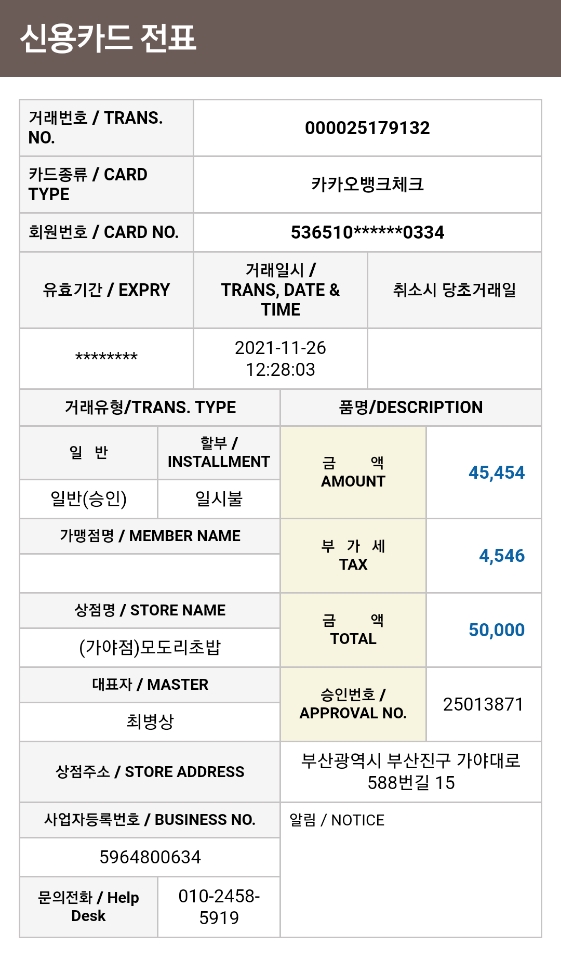 신용카드 전표
거래번호 / TRANS.
NO.
000025179132
카드종류 / CARD
TYPE
카카오뱅크체크
회원번호 / CARD NO.
536510******0334
유효기간 / EXPRY
거래일시 /
TRANS, DATE &
TIME
취소시 당초거래일
********
2021-11-26
12:28:03
거래유형/TRANS. TYPE
품명/DESCRIPTION
일 반
할부 /
INSTALLMENT
금 액
AMOUNT
45,454
일반(승인)
일시불
가맹점명 / MEMBER NAME
부 가 세
TAX
4,546
상점명 / STORE NAME
금 액
TOTAL
50,000
(가야점)모도리초밥
대표자 / MASTER
승인번호 /
APPROVAL NO.
25013871
최병상
상점주소 / STORE ADDRESS
부산광역시 부산진구 가야대로
588번길 15
사업자등록번호 / BUSINESS NO.
알림 / NOTICE
5964800634
문의전화 / Help
Desk
010-2458-
5919